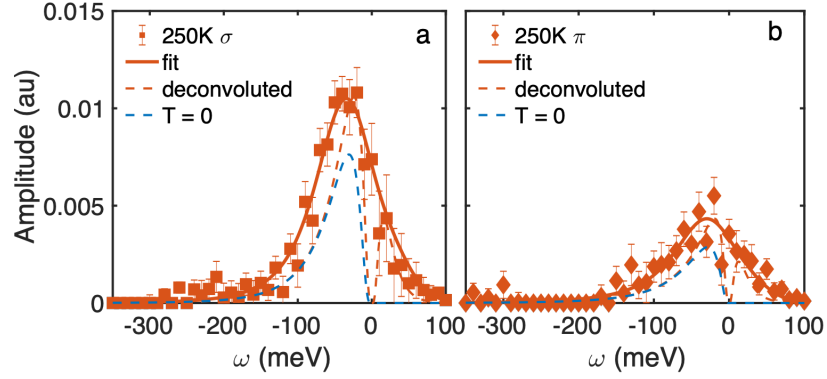 0.015
0.01
0.005
0
Amplitude (au)
250K σ
fit
deconvoluted
T = 0
a
-300
-200
-100
0
100
ω (meV)
250K π
fit
deconvoluted
T = 0
b
-300
-200
-100
0
100
ω (meV)